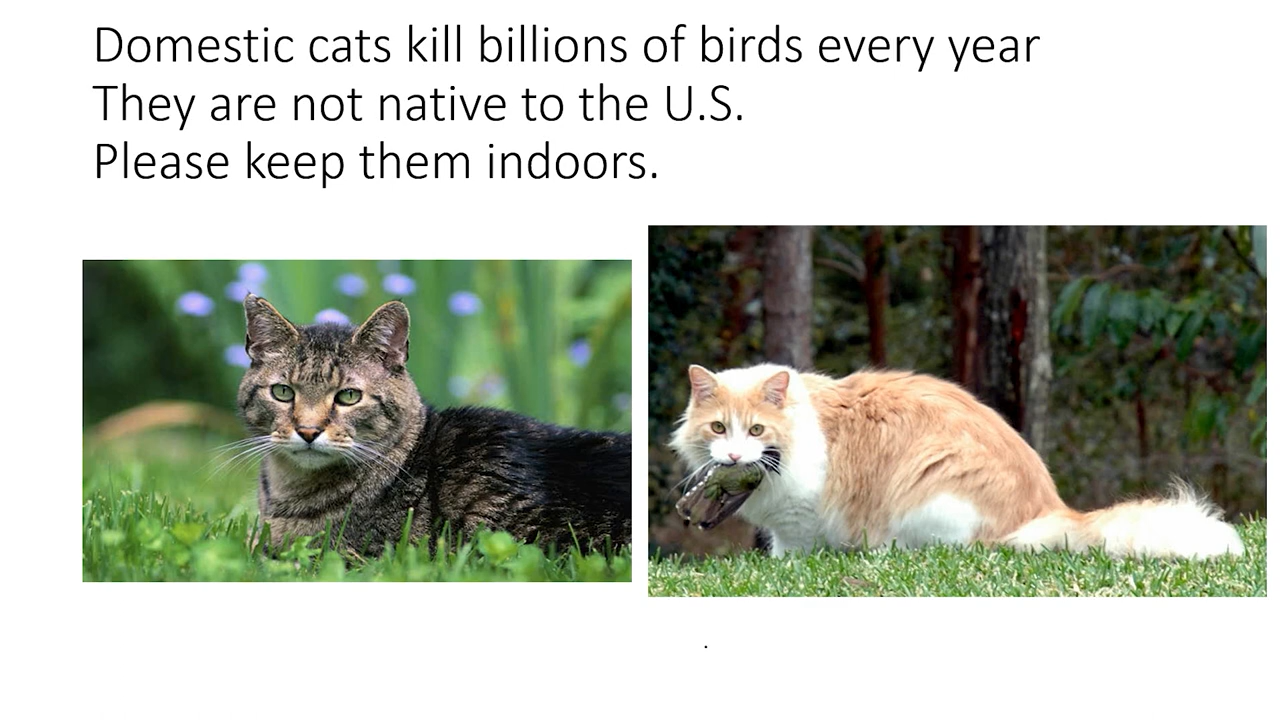 Domestic cats kill billions of birds every year
They are not native to the U.S.
Please keep them indoors.
.